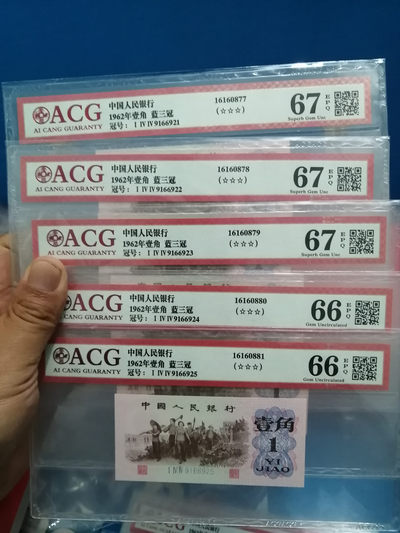 ACG
AI CANG GUARANTY
中国人民银行
1962年壹角 蓝三冠
冠号: I IV IV 9166921
16160877
(☆☆☆)
67 EPQ
Superb Gem Unc
ACG
AI CANG GUARANTY
中国人民银行
1962年壹角 蓝三冠
冠号: I IV IV 9166922
16160878
(☆☆☆)
67 EPQ
Superb Gem Unc
ACG
AI CANG GUARANTY
中国人民银行
1962年壹角 蓝三冠
冠号: I IV IV 9166923
16160879
(☆☆☆)
67 EPQ
Superb Gem Unc
ACG
AI CANG GUARANTY
中国人民银行
1962年壹角 蓝三冠
冠号: I IV IV 9166924
16160880
(☆☆☆)
66 EPQ
Gem Uncirculated
ACG
AI CANG GUARANTY
中国人民银行
1962年壹角 蓝三冠
冠号: I IV IV 9166925
16160881
(☆☆☆)
66 EPQ
Gem Uncirculated
中国人民银行
壹角
1
YI
JIAO
I IV IV 9166925
ACG